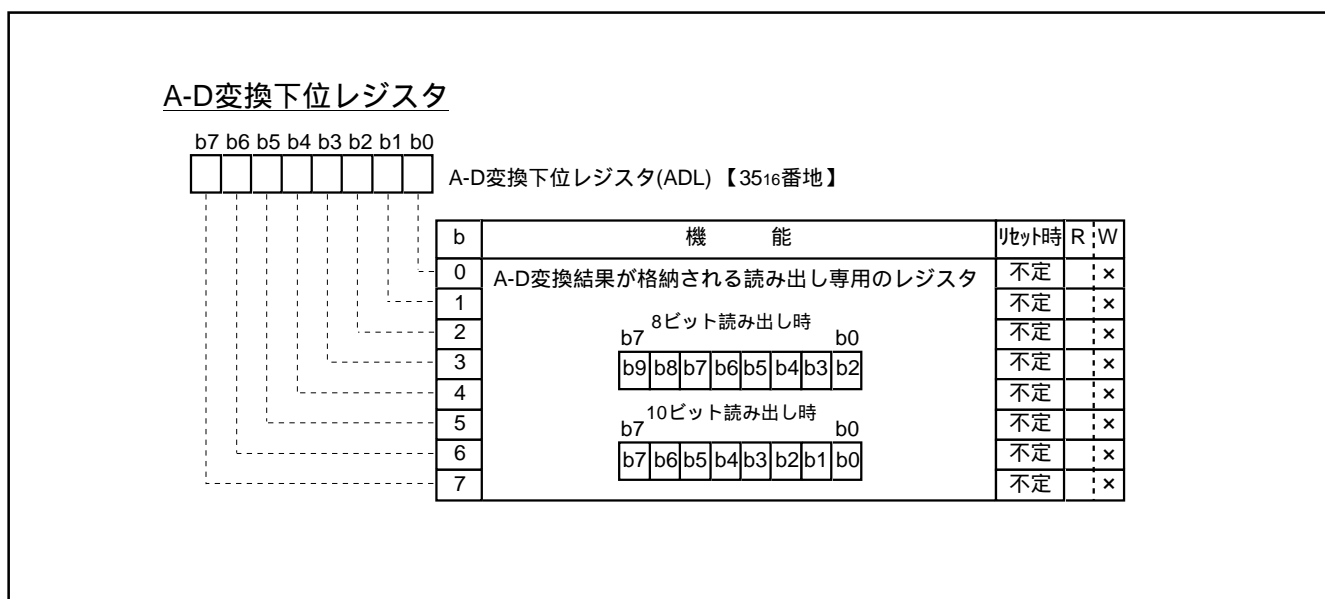 A-D変換下位レジスタ
b7 b6 b5 b4 b3 b2 b1 b0
A-D変換下位レジスタ(ADL) 【3516番地】
b 機 能 リセット時 R W
0 A-D変換結果が格納される読み出し専用のレジスタ 不定 ×
1 不定 ×
8ビット読み出し時
2 b7 b0 不定 ×
3 b9 b8 b7 b6 b5 b4 b3 b2 不定 ×
4 不定 ×
10ビット読み出し時
5 b7 b0 不定 ×
6 b7 b6 b5 b4 b3 b2 b1 b0 不定 ×
7 不定 ×